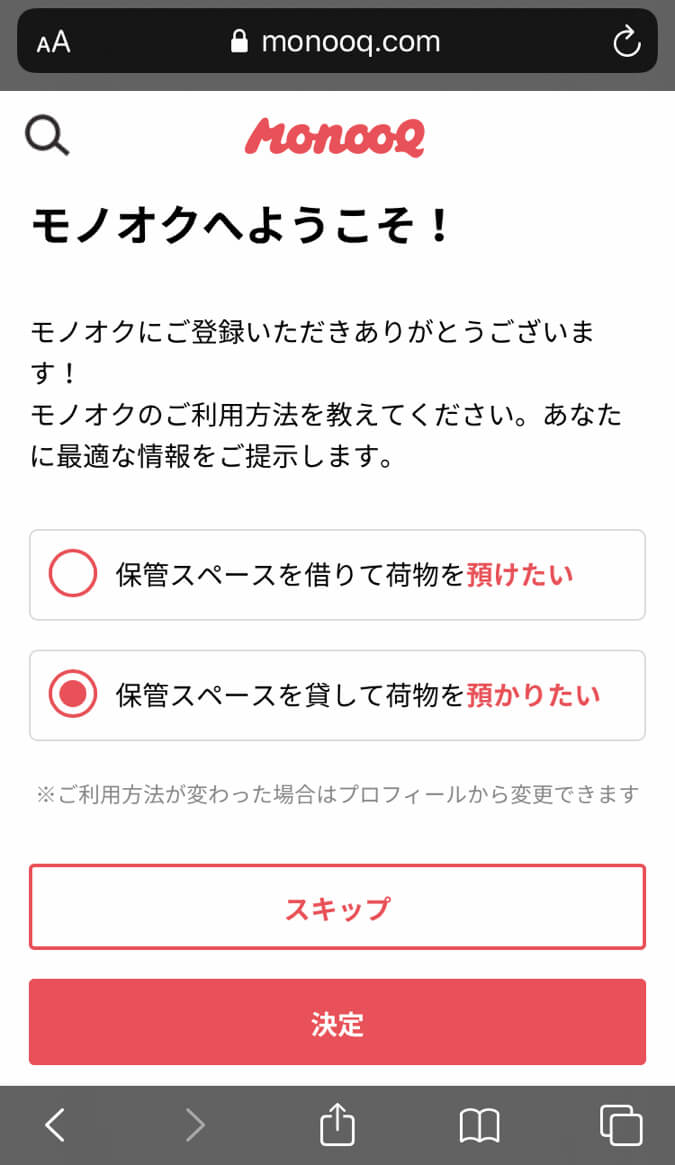 AA monooq.com
monooQ
モノオクへようこそ！
モノオクにご登録いただきありがとうございま
す！
モノオクのご利用方法を教えてください。あなた
に最適な情報をご提示します。
保管スペースを借りて荷物を預けたい
保管スペースを貸して荷物を預かりたい
※ご利用方法が変わった場合はプロフィールから変更できます
スキップ
決定